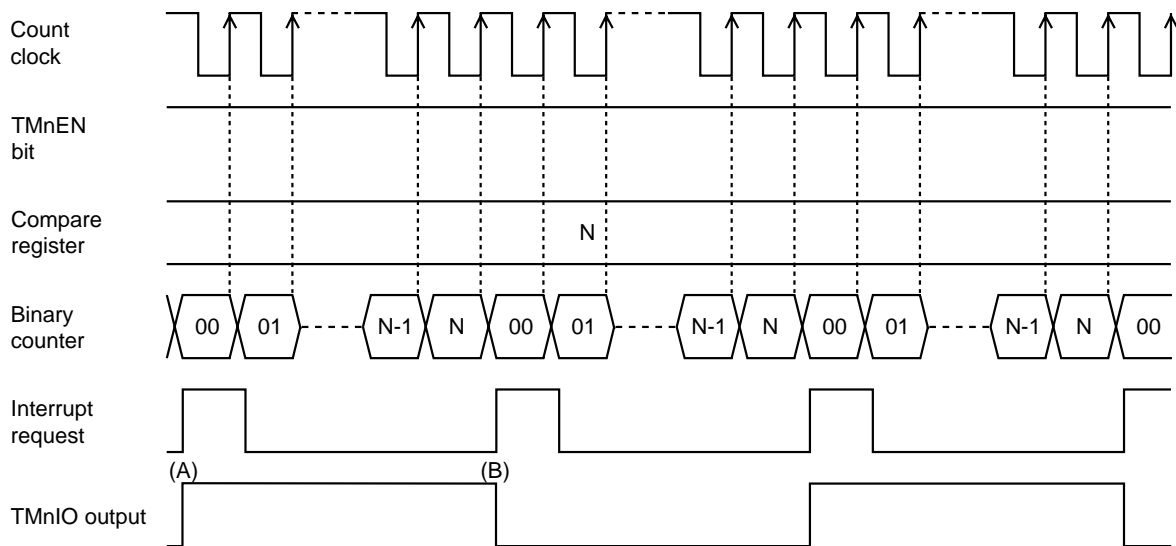 Count
clock
TMnEN
bit
Compare
register
N
Binary
counter
00 01 N-1 N 00 01 N-1 N 00 01 N-1 N 00
Interrupt
request
(A) (B)
TMnIO output